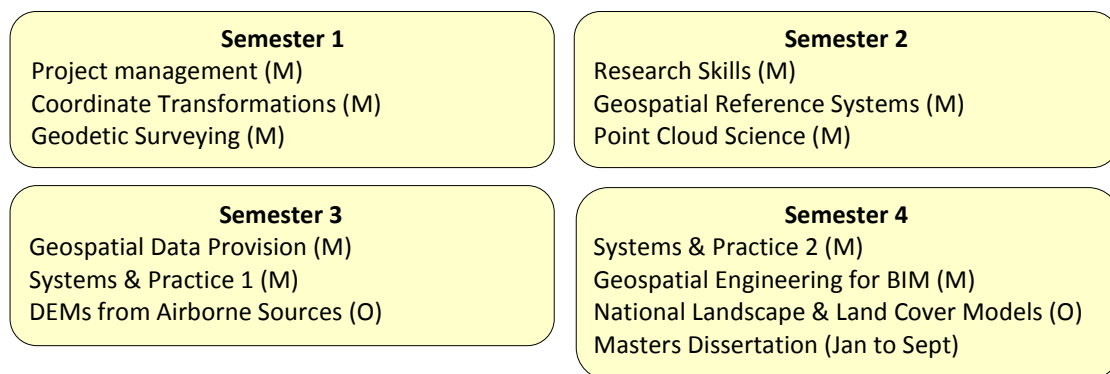 Semester 1
Project management (M)
Coordinate Transformations (M)
Geodetic Surveying (M)
Semester 2
Research Skills (M)
Geospatial Reference Systems (M)
Point Cloud Science (M)
Semester 3
Geospatial Data Provision (M)
Systems & Practice 1 (M)
DEMs from Airborne Sources (O)
Semester 4
Systems & Practice 2 (M)
Geospatial Engineering for BIM (M)
National Landscape & Land Cover Models (O)
Masters Dissertation (Jan to Sept)